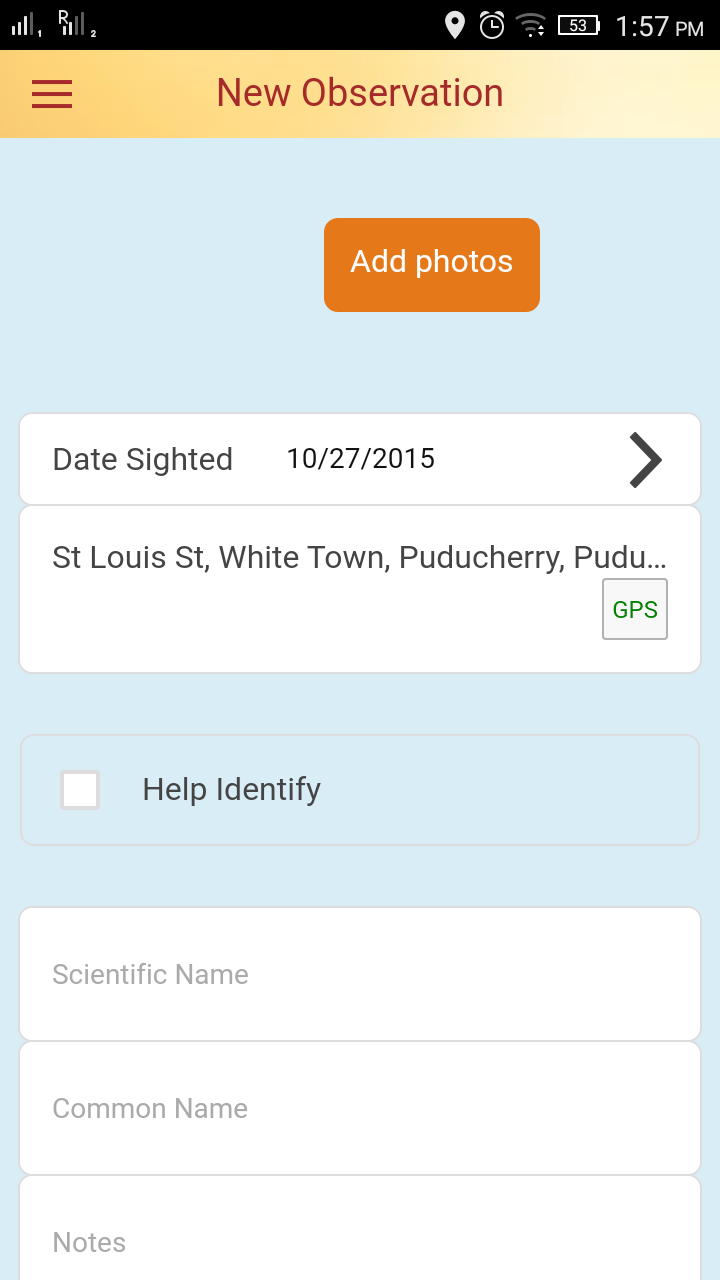 1 R 2 53 1:57 PM
New Observation
Add photos
Date Sighted 10/27/2015
St Louis St, White Town, Puducherry, Pudu...
GPS
Help Identify
Scientific Name
Common Name
Notes